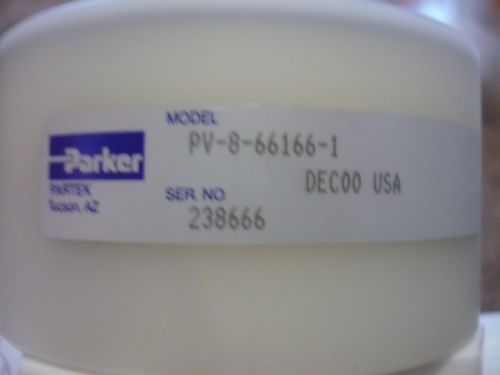 Parker
PARTEK
Tucson, AZ
MODEL
PV-8-66166-1
DEC00 USA
SER. NO.
238666